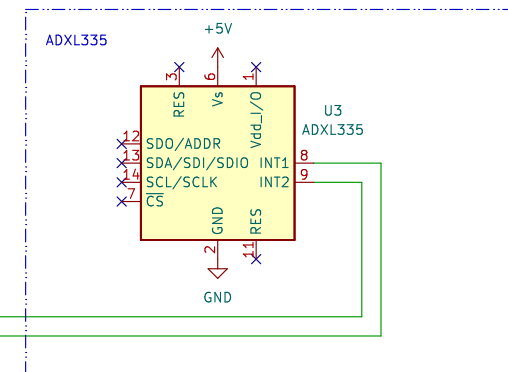 ADXL335
+5V
3
6
1
RES
Vs
Vdd_I/O
U3
ADXL335
12
SDO/ADDR
13
SDA/SDI/SDIO
INT1
8
14
SCL/SCLK
INT2
9
7
CS
GND
RES
2
11
GND